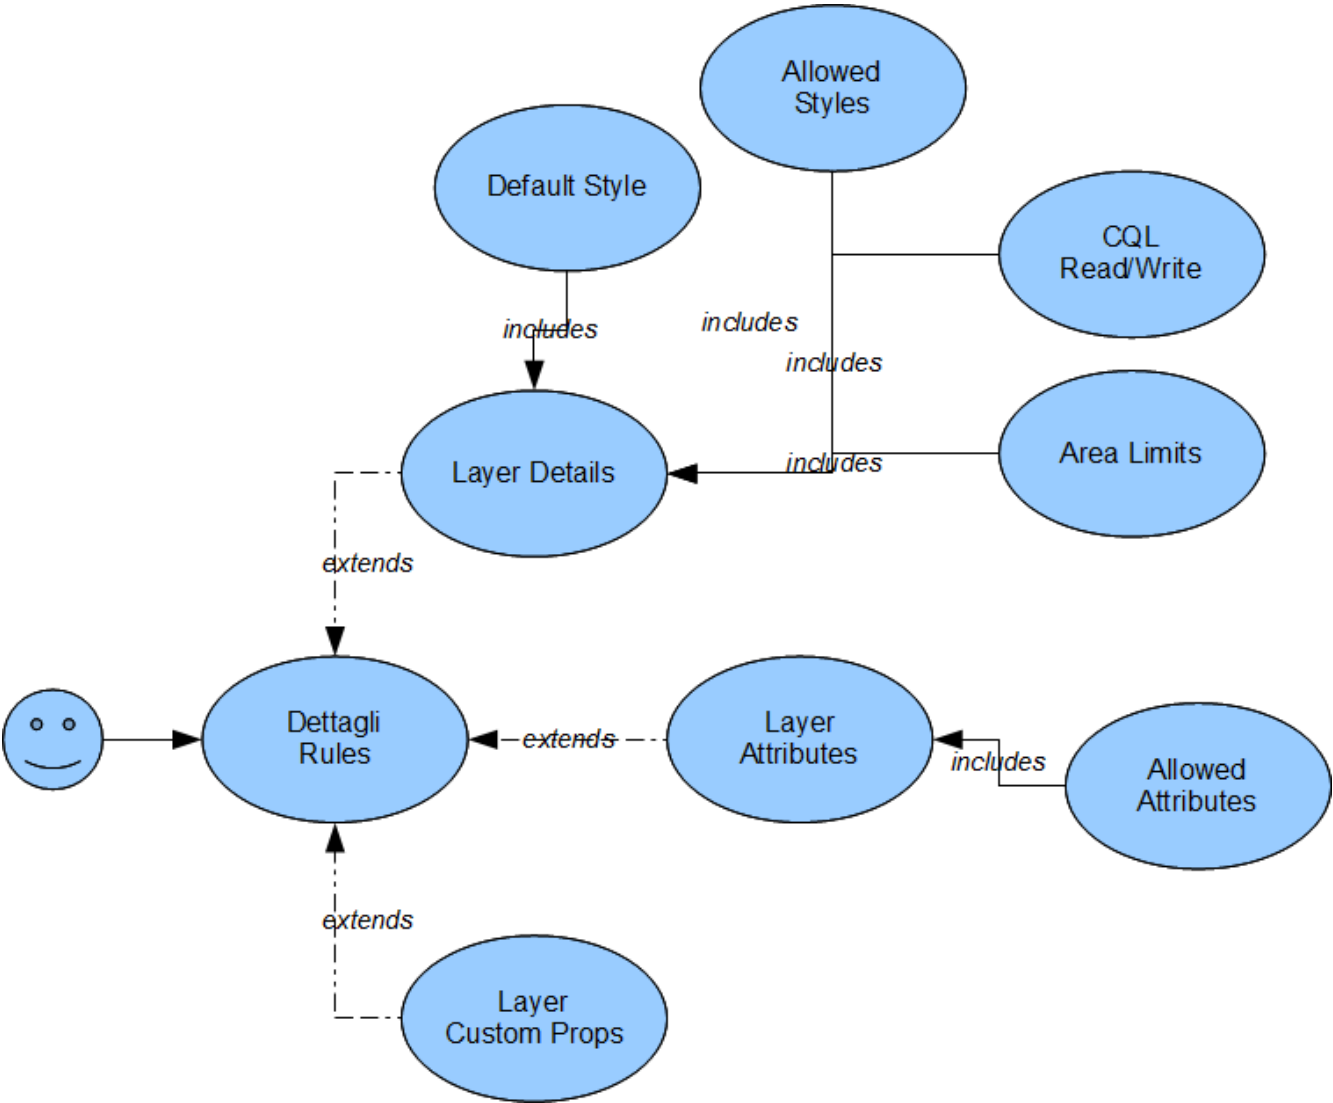 Allowed
Styles
Default Style
CQL
Read/Write
includes
includes
includes
includes
Area Limits
Layer Details
extends
Dettagli
Rules
extends
Layer
Attributes
includes
Allowed
Attributes
extends
Layer
Custom Props